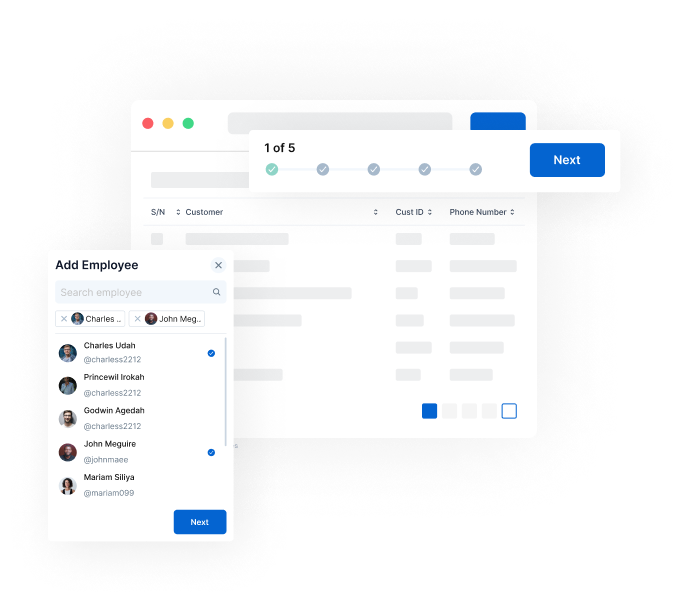 1 of 5
Next
S/N Customer Cust ID Phone Number
Add Employee
Search employee
Charles .. John Meg..
Charles Udah
@charless2212
Princewil Irokah
@charless2212
Godwin Agedah
@charless2212
John Meguire
@johnmaee
Mariam Siliya
@mariam099
Next